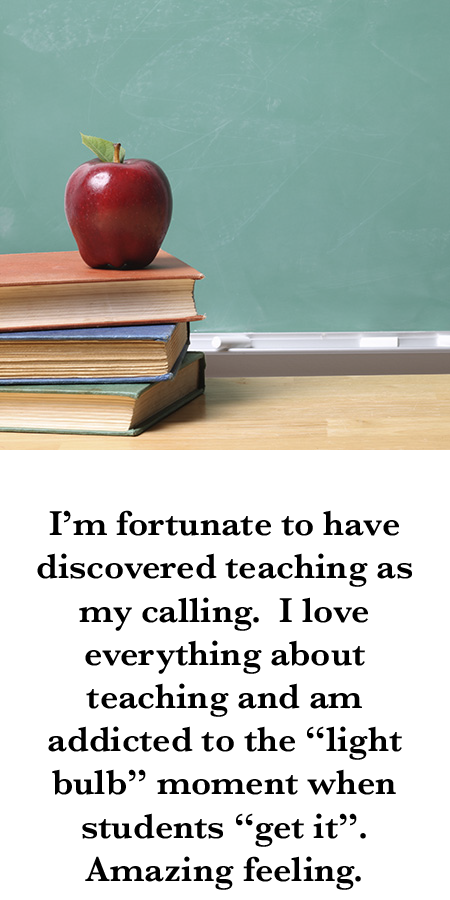 I’m fortunate to have
discovered teaching as
my calling.  I love
everything about
teaching and am
addicted to the “light
bulb” moment when
students “get it”.
Amazing feeling.